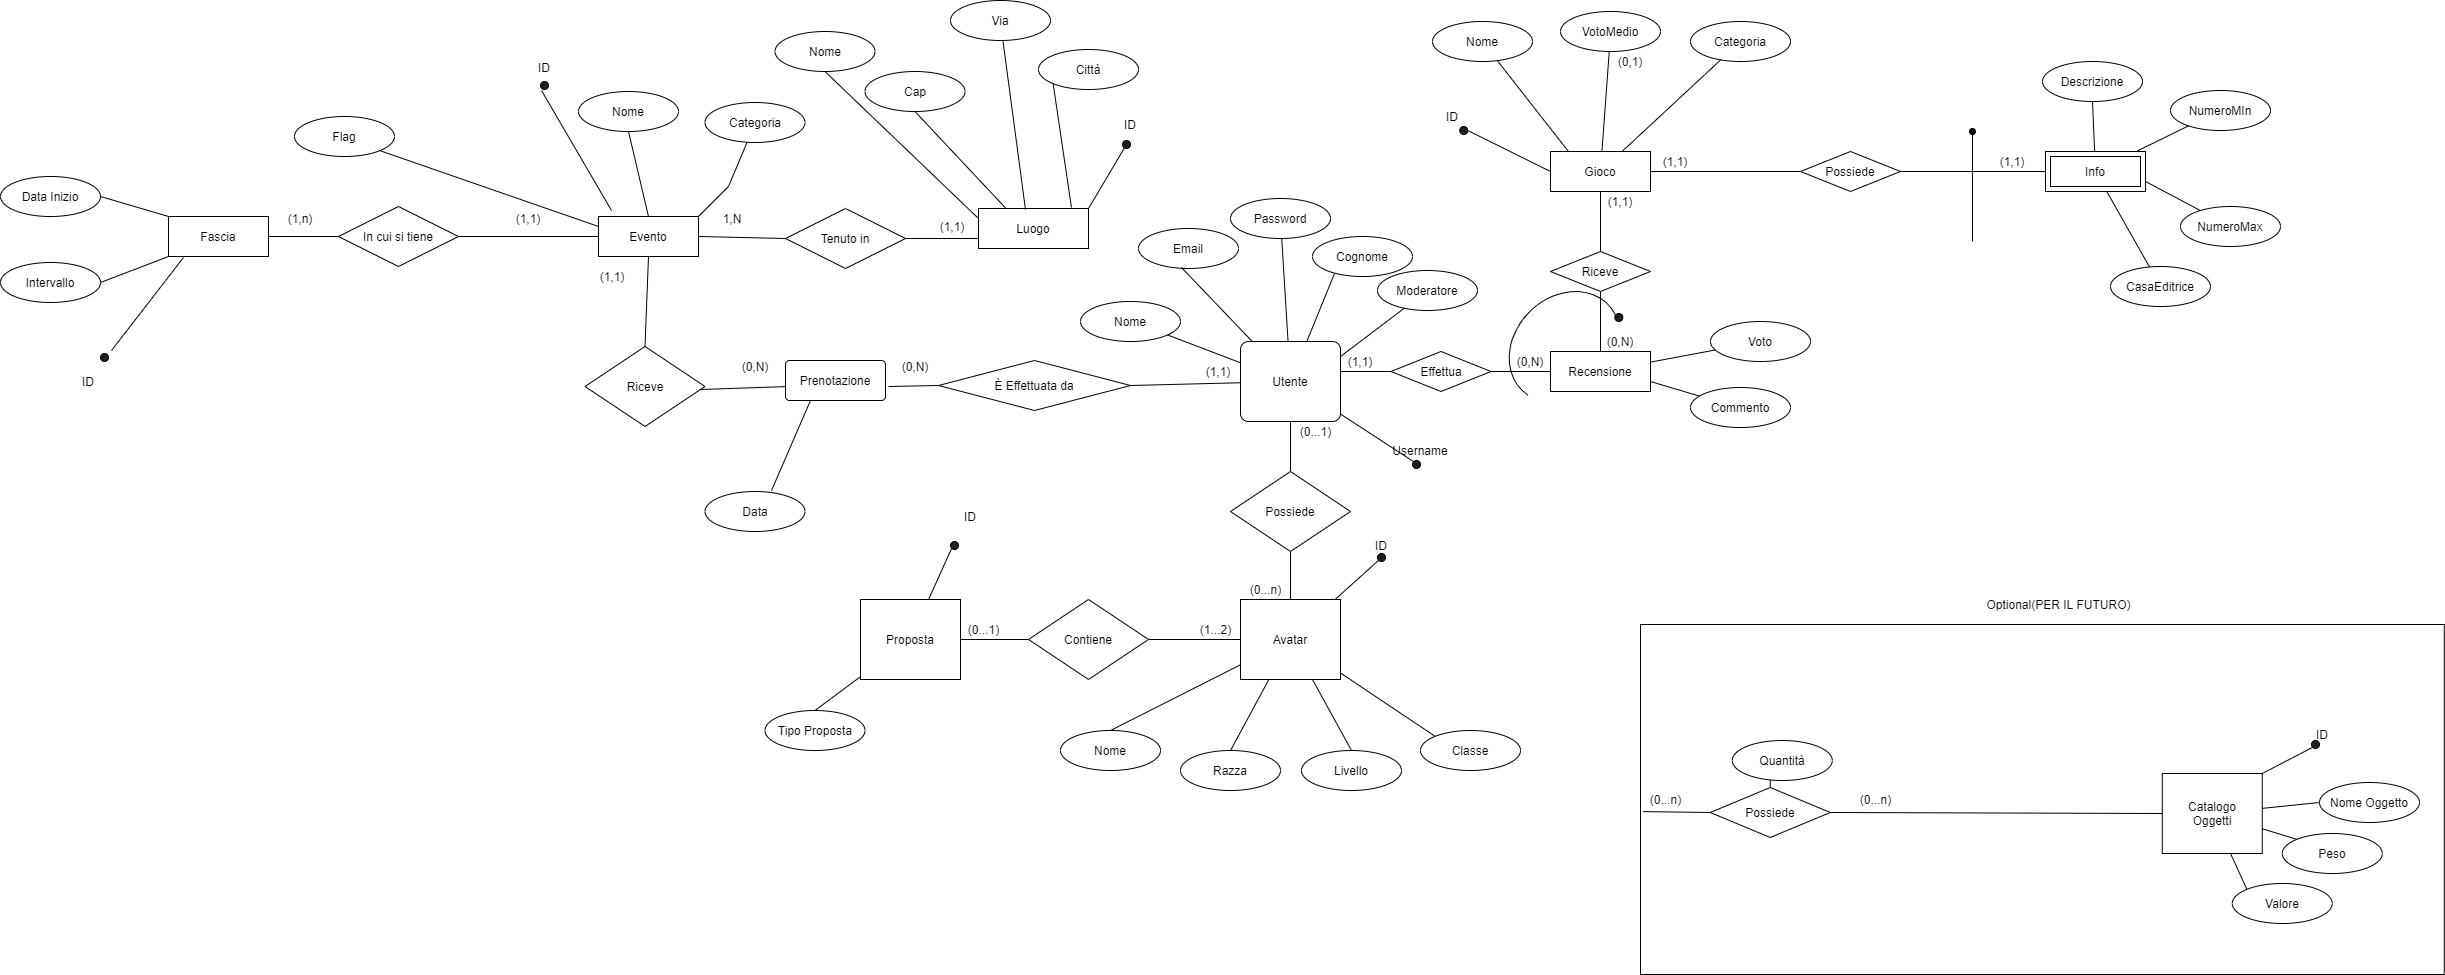 Via
Nome
VotoMedio
Nome
Categoria
(0,1)
Cap
Città
ID
Nome
Categoria
Flag
ID
ID
Descrizione
NumeroMIn
Data Inizio
Intervallo
Fascia
(1,n)
In cui si tiene
(1,1)
Evento
1,N
Tenuto in
(1,1)
Luogo
(1,1)
ID
Gioco
(1,1)
Possiede
(1,1)
Info
NumeroMax
CasaEditrice
(1,1)
Riceve
Password
Email
Cognome
Moderatore
Nome
Riceve
(0,N)
Prenotazione
(0,N)
È Effettuata da
(1,1)
Utente
(1,1)
Effettua
(0,N)
Recensione
(0,N)
Voto
Commento
(0...1)
Username
Data
Possiede
ID
ID
(0...n)
Proposta
(0...1)
Contiene
(1...2)
Avatar
Tipo Proposta
Nome
Razza
Livello
Classe
Optional(PER IL FUTURO)
Quantità
(0...n)
Possiede
(0...n)
ID
Catalogo
Oggetti
Nome Oggetto
Peso
Valore